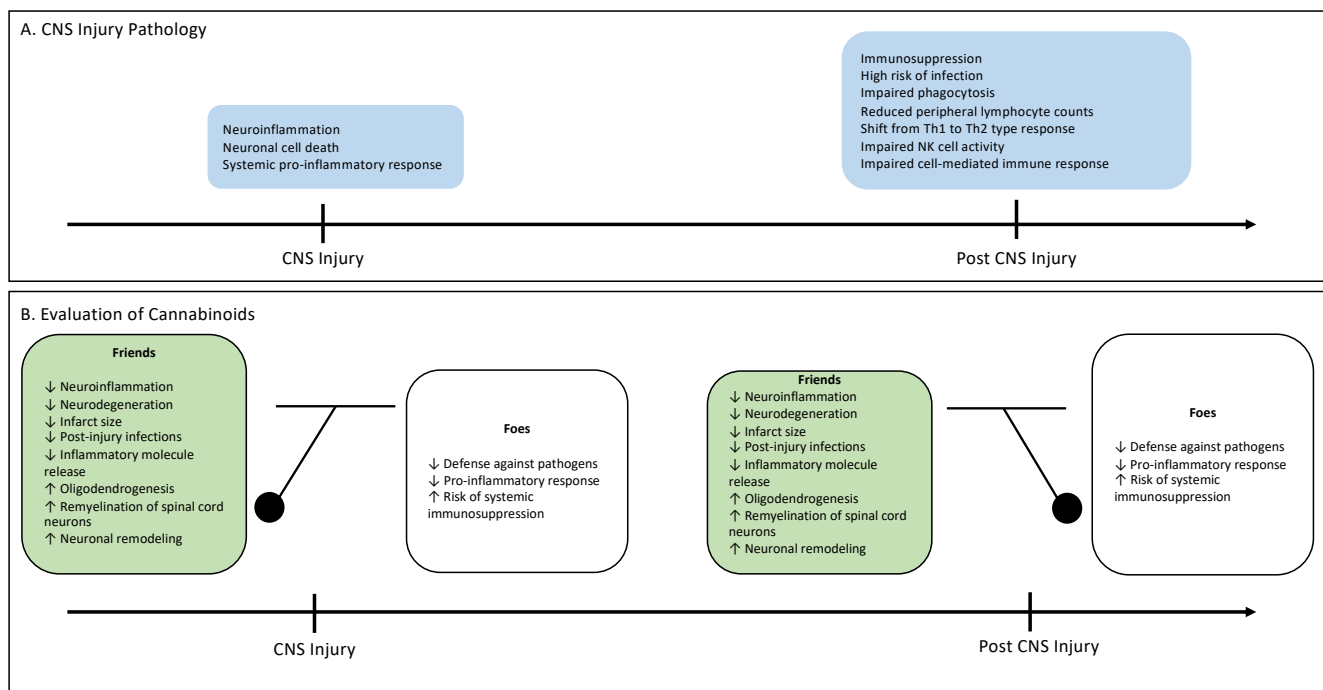 A. CNS Injury Pathology
Neuroinflammation
Neuronal cell death
Systemic pro-inflammatory response
Immunosuppression
High risk of infection
Impaired phagocytosis
Reduced peripheral lymphocyte counts
Shift from Th1 to Th2 type response
Impaired NK cell activity
Impaired cell-mediated immune response
CNS Injury
Post CNS Injury
B. Evaluation of Cannabinoids
Friends
↓ Neuroinflammation
↓ Neurodegeneration
↓ Infarct size
↓ Post-injury infections
↓ Inflammatory molecule
release
↑ Oligodendrogenesis
↑ Remyelination of spinal cord
neurons
↑ Neuronal remodeling
Foes
↓ Defense against pathogens
↓ Pro-inflammatory response
↑ Risk of systemic
immunosuppression
Friends
↓ Neuroinflammation
↓ Neurodegeneration
↓ Infarct size
↓ Post-injury infections
↓ Inflammatory molecule
release
↑ Oligodendrogenesis
↑ Remyelination of spinal cord
neurons
↑ Neuronal remodeling
Foes
↓ Defense against pathogens
↓ Pro-inflammatory response
↑ Risk of systemic
immunosuppression
CNS Injury
Post CNS Injury